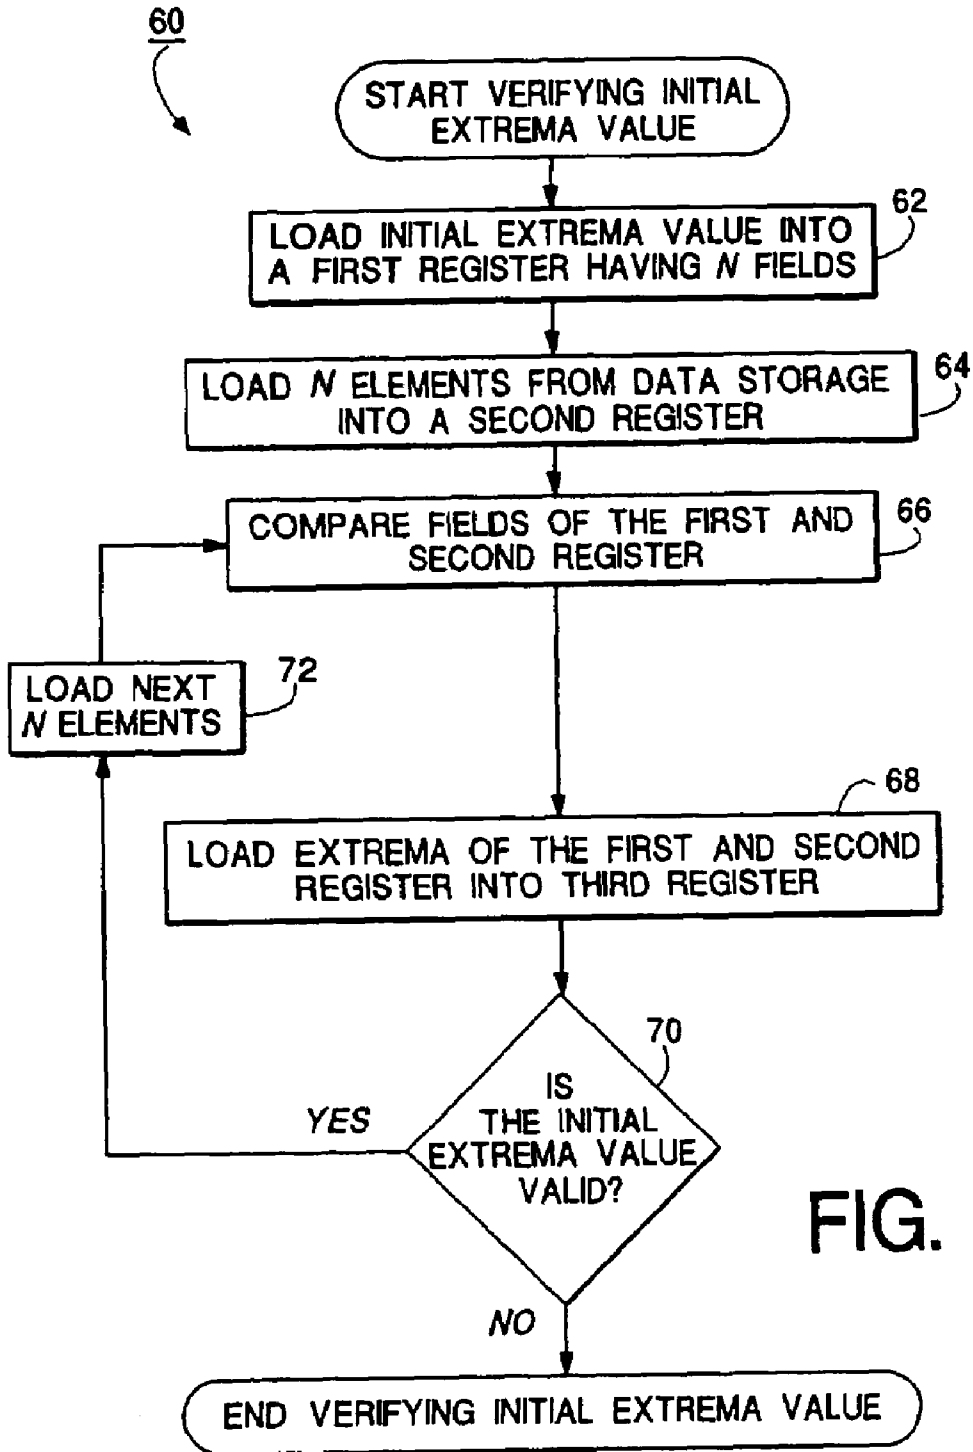 60
START VERIFYING INITIAL
EXTREMA VALUE
62
LOAD INITIAL EXTREMA VALUE INTO
A FIRST REGISTER HAVING N FIELDS
64
LOAD N ELEMENTS FROM DATA STORAGE
INTO A SECOND REGISTER
66
COMPARE FIELDS OF THE FIRST AND
SECOND REGISTER
72
LOAD NEXT
N ELEMENTS
68
LOAD EXTREMA OF THE FIRST AND SECOND
REGISTER INTO THIRD REGISTER
70
IS
THE INITIAL
EXTREMA VALUE
VALID?
YES
FIG.
NO
END VERIFYING INITIAL EXTREMA VALUE